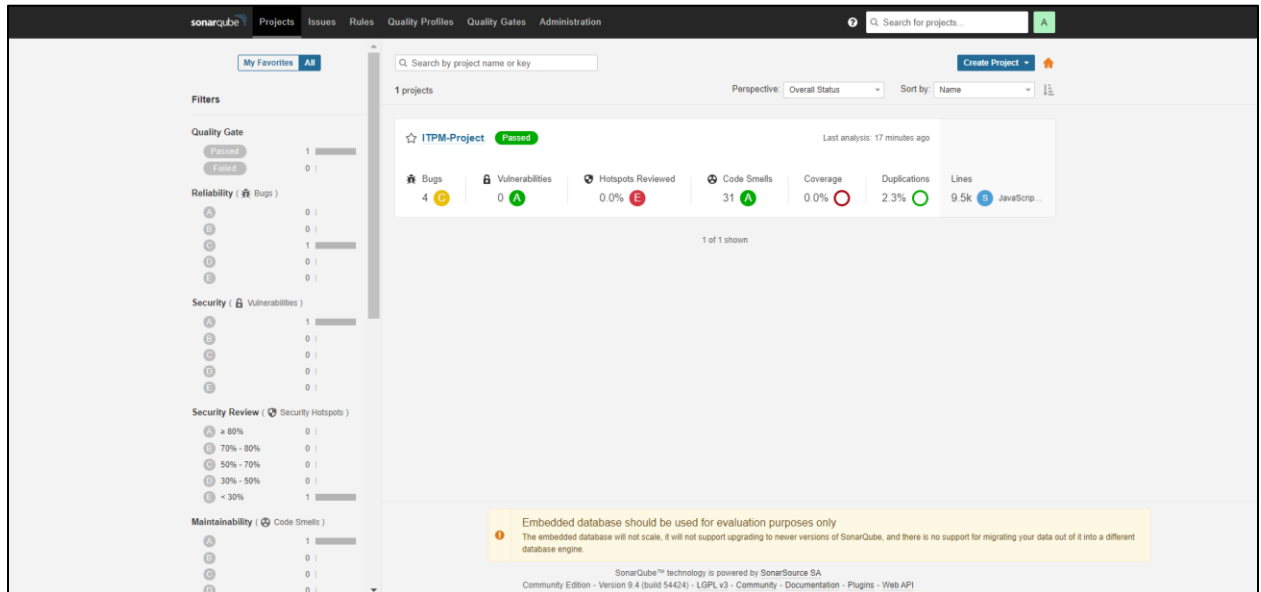 sonarqube Projects Issues Rules Quality Profiles Quality Gates Administration Search for projects... A
My Favorites All
Search by project name or key
Create Project
1 projects
Perspective: Overall Status
Sort by: Name
Filters
Quality Gate
Passed 1
Failed 0
Reliability ( Bugs )
A 0
B 0
C 1
D 0
E 0
Security ( Vulnerabilities )
A 1
B 0
C 0
D 0
E 0
Security Review ( Security Hotspots )
A ≥ 80% 0
B 70% - 80% 0
C 50% - 70% 0
D 30% - 50% 0
E < 30% 1
Maintainability ( Code Smells )
A 1
B 0
C 0
D 0
ITPM-Project Passed Last analysis: 17 minutes ago
Bugs Vulnerabilities Hotspots Reviewed Code Smells Coverage Duplications Lines
4 C 0 A 0.0% E 31 A 0.0% 2.3% 9.5k S JavaScrip...
1 of 1 shown
Embedded database should be used for evaluation purposes only
The embedded database will not scale, it will not support upgrading to newer versions of SonarQube, and there is no support for migrating your data out of it into a different
database engine.
SonarQube™ technology is powered by SonarSource SA
Community Edition - Version 9.4 (build 54424) - LGPL v3 - Community - Documentation - Plugins - Web API